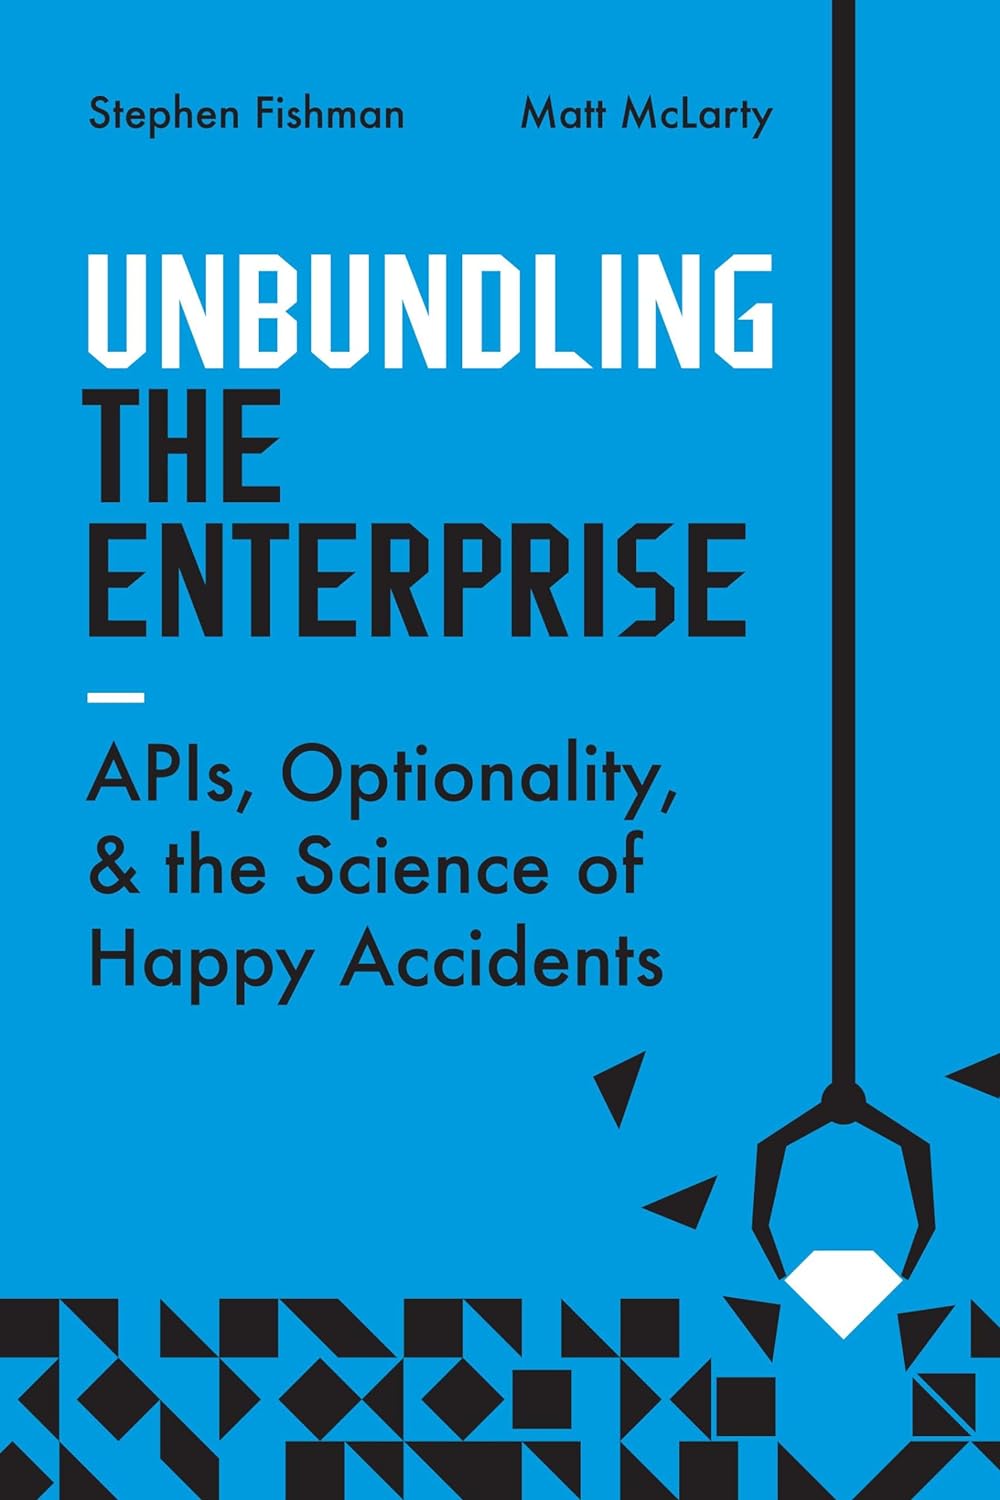 Stephen Fishman Matt McLarty
UNBUNDLING
THE
ENTERPRISE
APIs, Optionality,
& the Science of
Happy Accidents